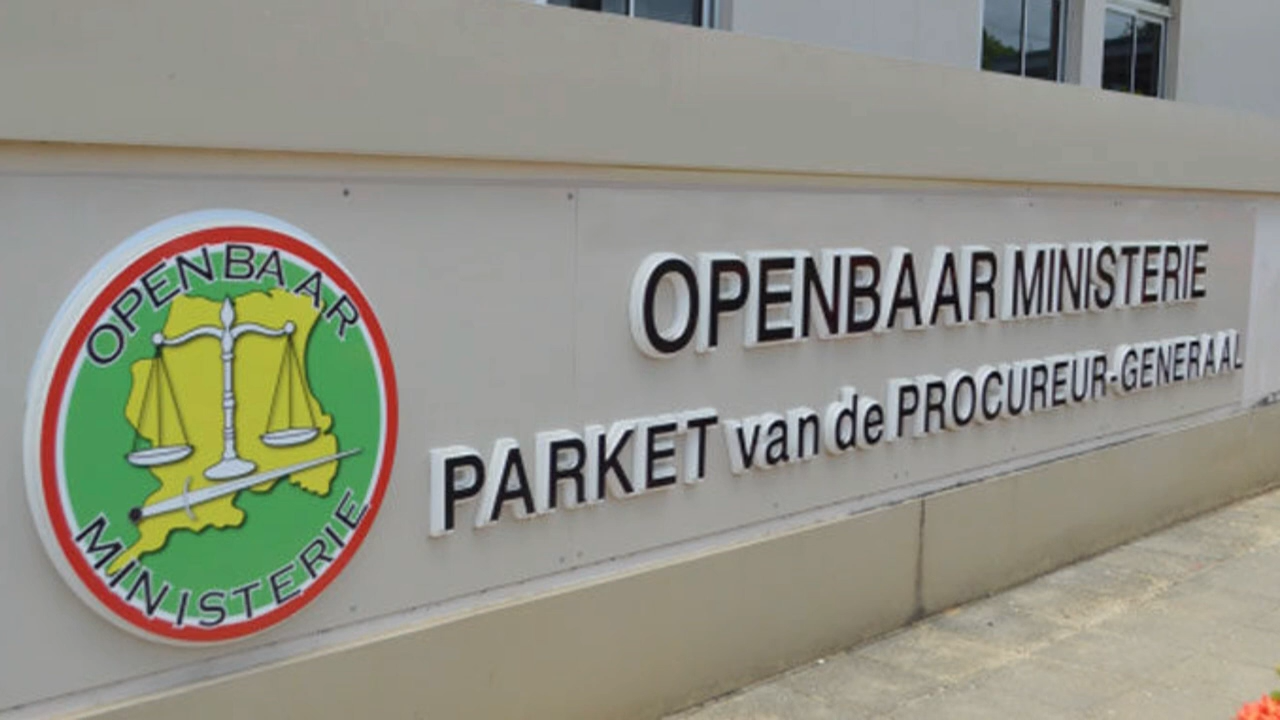 OPENBAAR
MINISTERIE
OPENBAAR MINISTERIE
PARKET van de PROCUREUR-GENERAAL